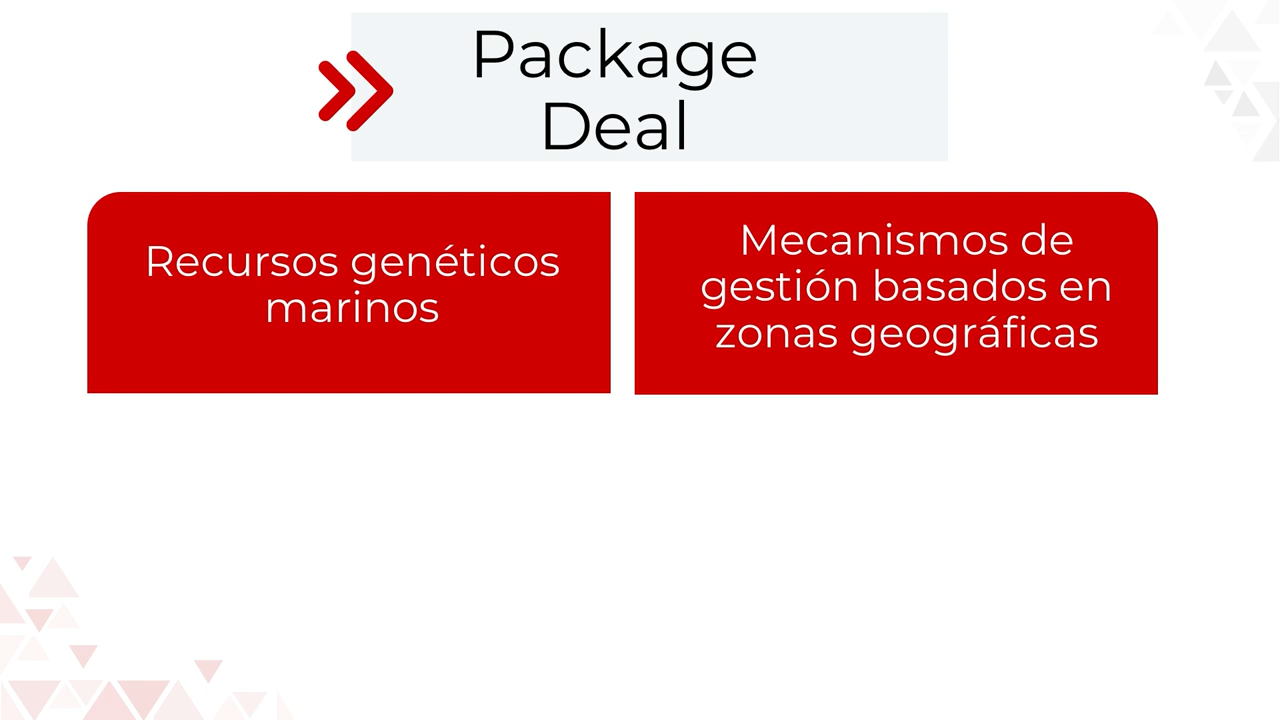 Package
Deal
Recursos genéticos
marinos
Mecanismos de
gestión basados en
zonas geográficas